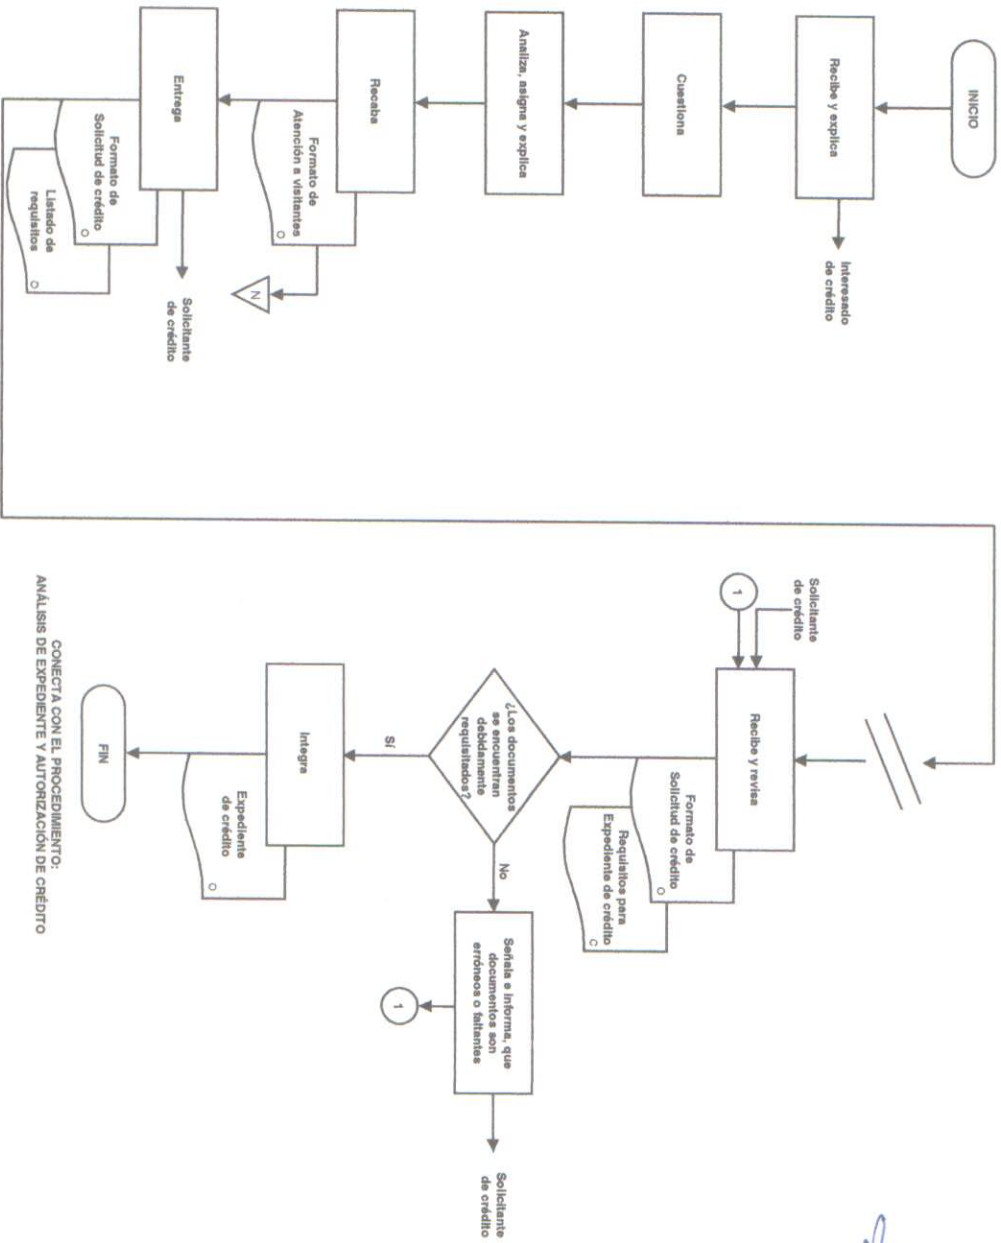 INICIO
Recibe y explica
Interesado
de crédito
Cuestiona
Analiza, asigna y explica
Recaba
Formato de
Atención a visitantes
N
Entrega
Formato de
Solicitud de crédito
O
Listado de
requisitos
O
Solicitante
de crédito
Solicitante
de crédito
1
Recibe y revisa
Formato de
Solicitud de crédito
O
Requisitos para
Expediente de crédito
C
¿Los documentos
se encuentran
debidamente
requisitados?
No
Señala e informa, que
documentos son
erróneos o faltantes
Solicitante
de crédito
1
Sí
Integra
Expediente
de crédito
O
FIN
CONECTA CON EL PROCEDIMIENTO:
ANÁLISIS DE EXPEDIENTE Y AUTORIZACIÓN DE CRÉDITO
O